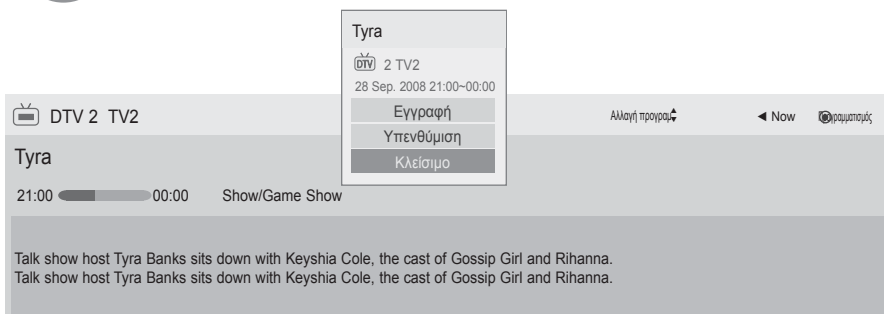 Tyra
DTV 2 TV2
28 Sep. 2008 21:00~00:00
Εγγραφή
Υπενθύμιση
Κλείσιμο
DTV 2 TV2
Αλλαγή προγραμ
◄ Now
Tyra
21:00 00:00 Show/Game Show
Talk show host Tyra Banks sits down with Keyshia Cole, the cast of Gossip Girl and Rihanna.
Talk show host Tyra Banks sits down with Keyshia Cole, the cast of Gossip Girl and Rihanna.